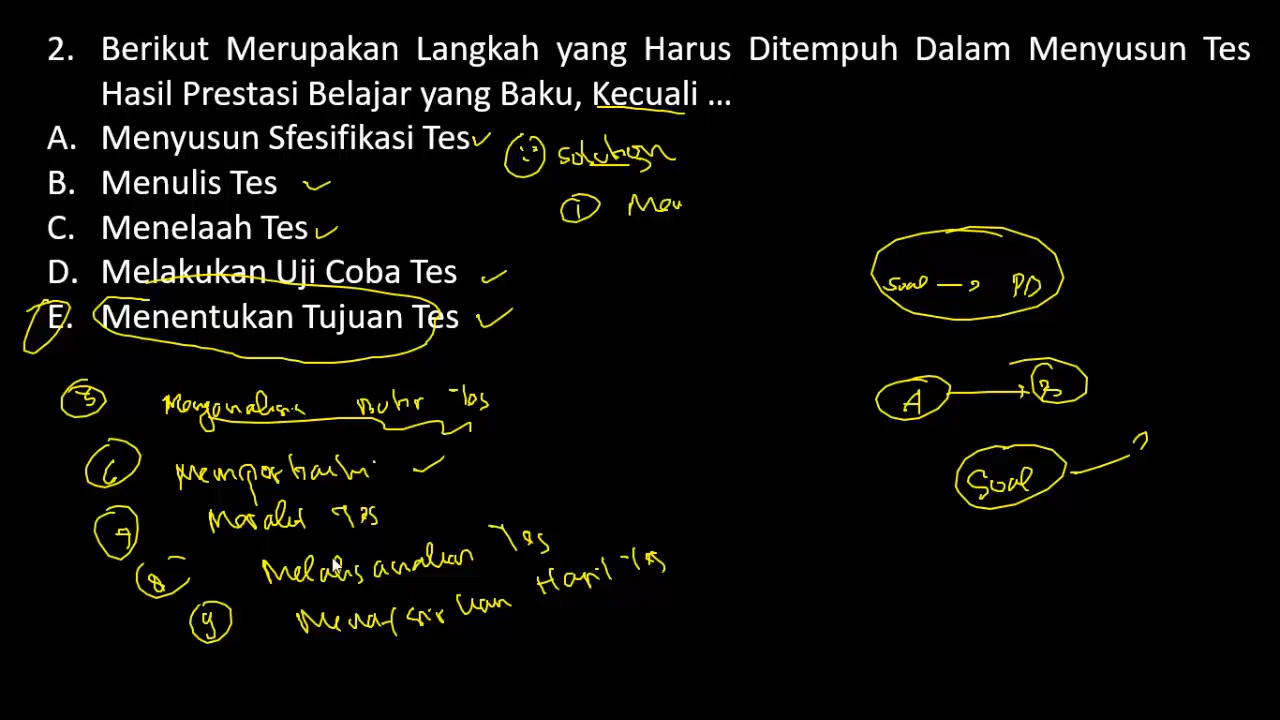 2. Berikut Merupakan Langkah yang Harus Ditempuh Dalam Menyusun Tes
Hasil Prestasi Belajar yang Baku, Kecuali ...
A. Menyusun Sfesifikasi Tes
B. Menulis Tes
C. Menelaah Tes
D. Melakukan Uji Coba Tes
E. Menentukan Tujuan Tes
solution
1 Men
Soal → PD
A → B
Soal → ?
5 Menganalisis Butir Tes
6 Memperbaiki
7 Merakit Tes
8 Melaksanakan Tes
9 Menafsirkan Hasil Tes